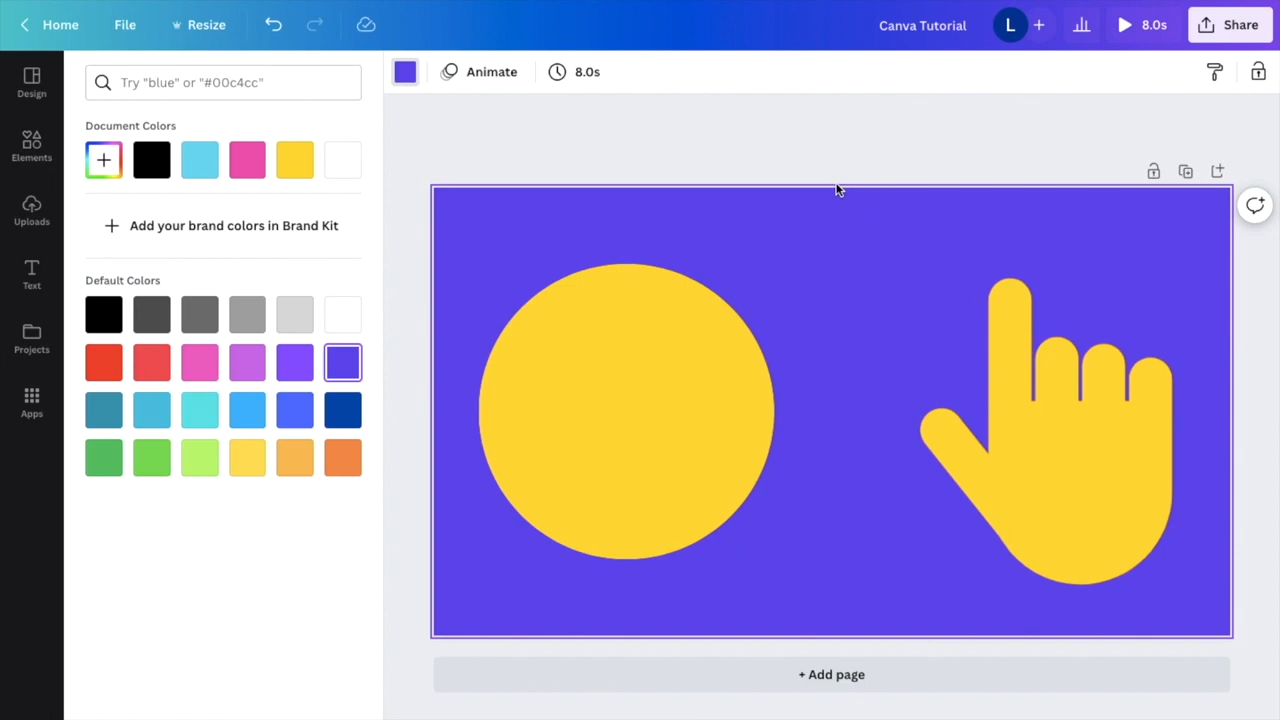 Home File Resize Canva Tutorial L + 8.0s Share
Design
Elements
Uploads
Text
Projects
Apps
Try "blue" or "#00c4cc"
Document Colors
+ Add your brand colors in Brand Kit
Default Colors
Animate 8.0s
+ Add page